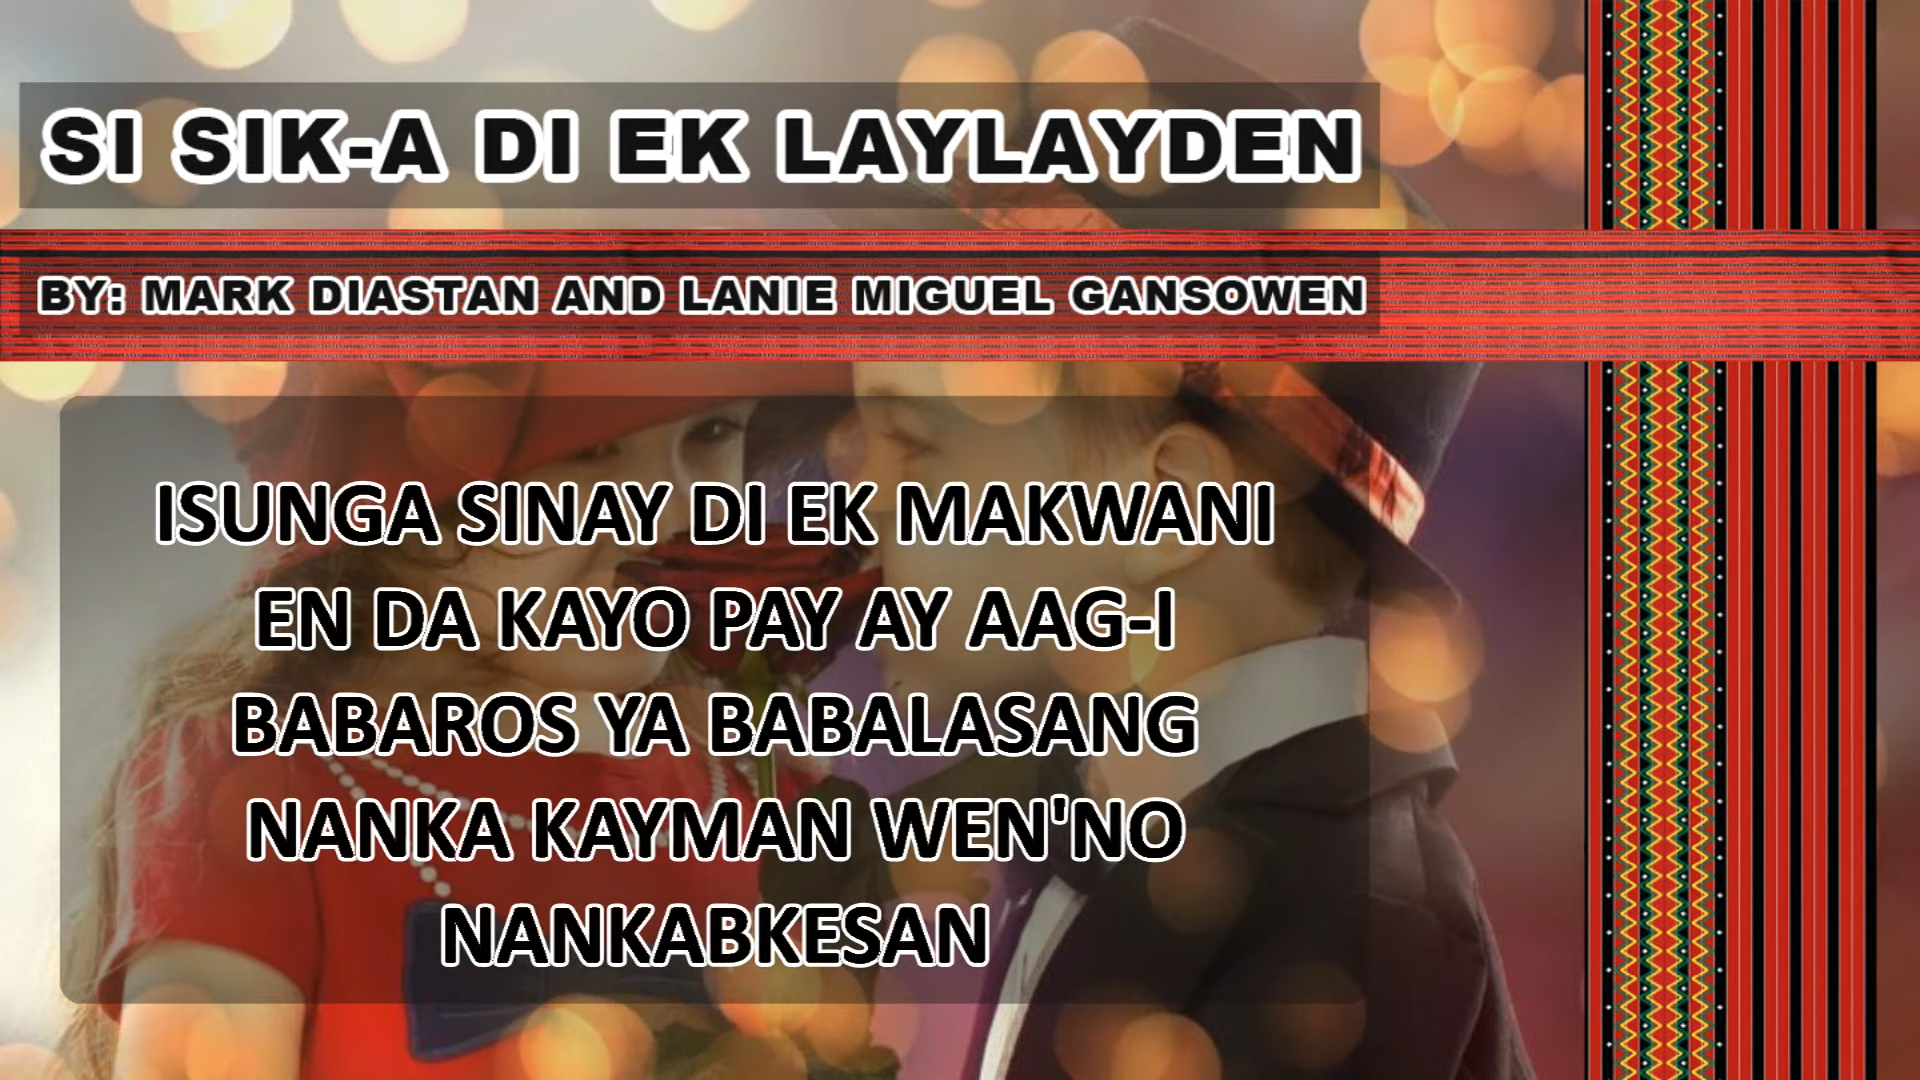 SI SIK-A DI EK LAYLAYDEN
BY: MARK DIASTAN AND LANIE MIGUEL GANSOWEN
ISUNGA SINAY DI EK MAKWANI
EN DA KAYO PAY AY AAG-I
BABAROS YA BABALASANG
NANKA KAYMAN WEN'NO
NANKABKESAN